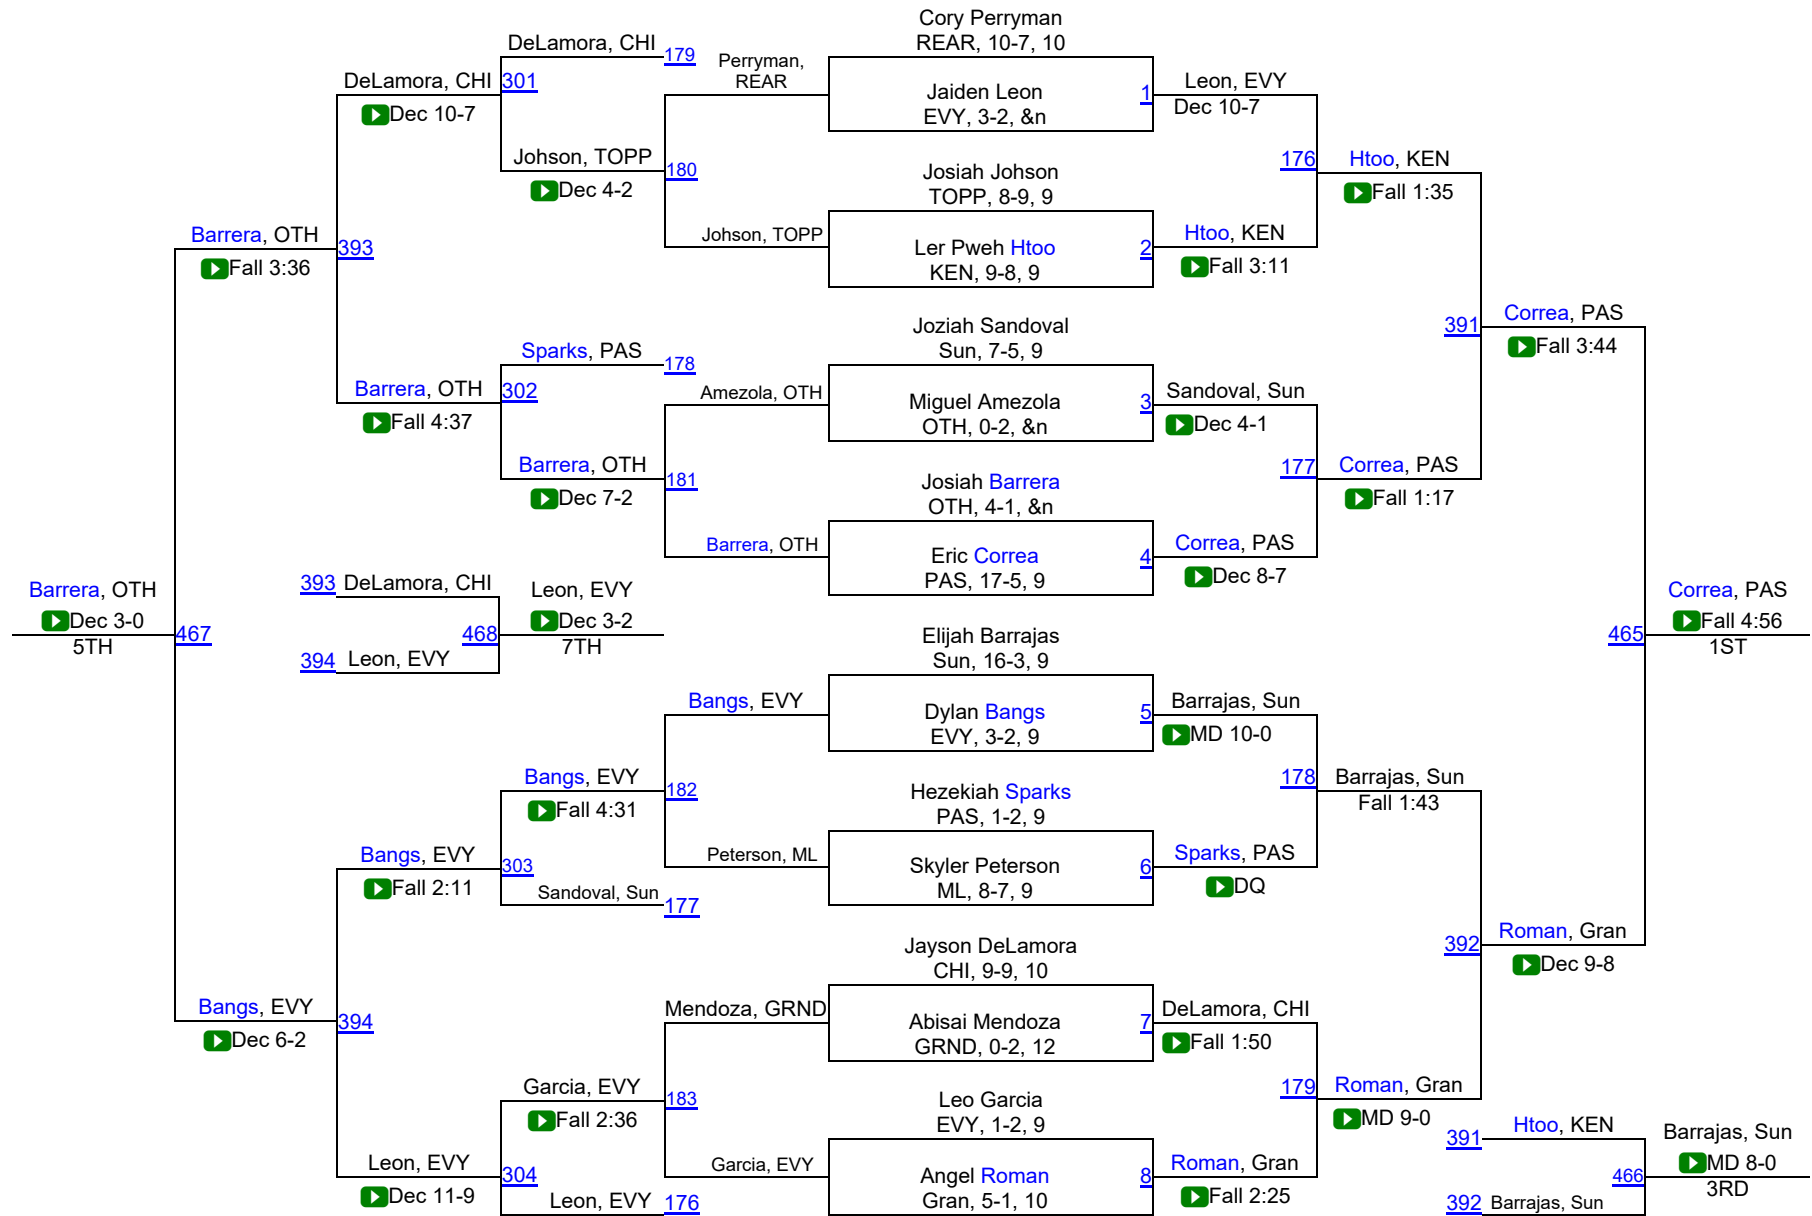 Cory Perryman
REAR, 10-7, 10
DeLamora, CHI
179
Perryman,
REAR
DeLamora, CHI
301
Jaiden Leon
EVY, 3-2, &n
1
Leon, EVY
Dec 10-7
Dec 10-7
Johson, TOPP
180
Dec 4-2
Josiah Johson
TOPP, 8-9, 9
176
Htoo, KEN
Fall 1:35
Barrera, OTH
393
Fall 3:36
Johson, TOPP
Ler Pweh Htoo
KEN, 9-8, 9
2
Htoo, KEN
Fall 3:11
Joziah Sandoval
Sun, 7-5, 9
391
Correa, PAS
Fall 3:44
Sparks, PAS
178
Barrera, OTH
302
Fall 4:37
Amezola, OTH
Miguel Amezola
OTH, 0-2, &n
3
Sandoval, Sun
Dec 4-1
Barrera, OTH
181
Dec 7-2
Josiah Barrera
OTH, 4-1, &n
177
Correa, PAS
Fall 1:17
Barrera, OTH
Eric Correa
PAS, 17-5, 9
4
Correa, PAS
Dec 8-7
Barrera, OTH
Dec 3-0
5TH
467
393
DeLamora, CHI
394
Leon, EVY
468
Leon, EVY
Dec 3-2
7TH
Elijah Barrajas
Sun, 16-3, 9
465
Correa, PAS
Fall 4:56
1ST
Bangs, EVY
Dylan Bangs
EVY, 3-2, 9
5
Barrajas, Sun
MD 10-0
Bangs, EVY
182
Fall 4:31
Hezekiah Sparks
PAS, 1-2, 9
178
Barrajas, Sun
Fall 1:43
Bangs, EVY
303
Fall 2:11
Peterson, ML
Skyler Peterson
ML, 8-7, 9
6
Sparks, PAS
DQ
Sandoval, Sun
177
Jayson DeLamora
CHI, 9-9, 10
392
Roman, Gran
Dec 9-8
Bangs, EVY
394
Dec 6-2
Mendoza, GRND
Abisai Mendoza
GRND, 0-2, 12
7
DeLamora, CHI
Fall 1:50
Garcia, EVY
183
Fall 2:36
Leo Garcia
EVY, 1-2, 9
179
Roman, Gran
MD 9-0
Leon, EVY
304
Dec 11-9
Garcia, EVY
Angel Roman
Gran, 5-1, 10
8
Roman, Gran
Fall 2:25
Leon, EVY
176
391
Htoo, KEN
392
Barrajas, Sun
466
Barrajas, Sun
MD 8-0
3RD